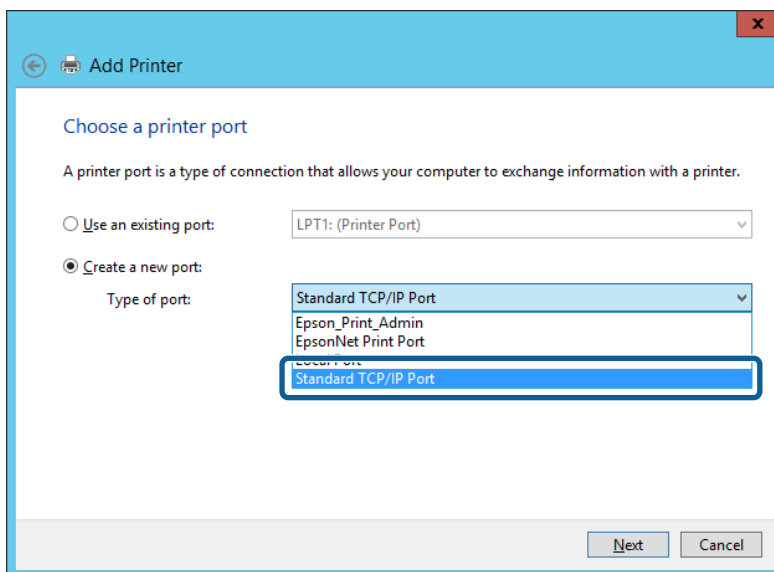 x
Add Printer
Choose a printer port
A printer port is a type of connection that allows your computer to exchange information with a printer.
Use an existing port: LPT1: (Printer Port)
Create a new port:
Type of port: Standard TCP/IP Port
Epson_Print_Admin
EpsonNet Print Port
Local Port
Standard TCP/IP Port
Next Cancel